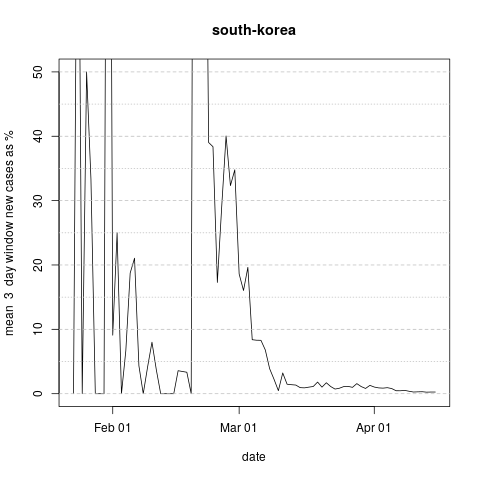 south-korea
mean 3 day window new cases as %
50
40
30
20
10
0
Feb 01
Mar 01
Apr 01
date